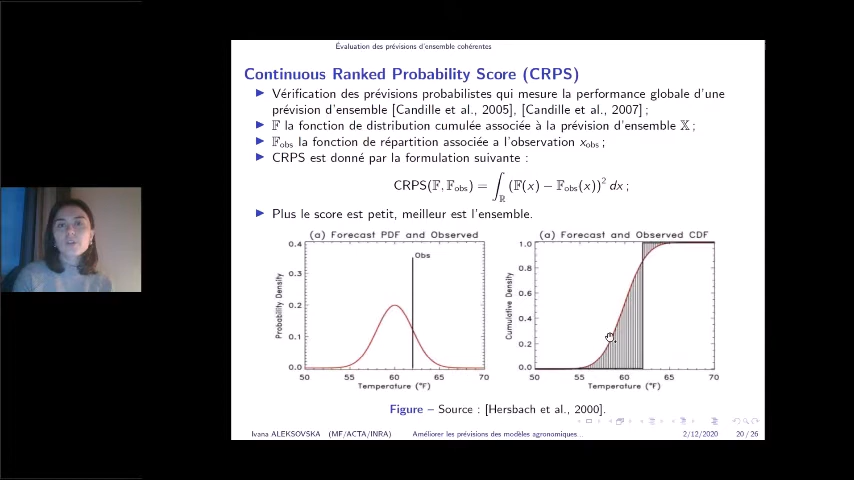 Évaluation des prévisions d'ensemble cohérentes
Continuous Ranked Probability Score (CRPS)
Vérification des prévisions probabilistes qui mesure la performance globale d'une
prévision d'ensemble [Candille et al., 2005], [Candille et al., 2007] ;
𝔽 la fonction de distribution cumulée associée à la prévision d'ensemble 𝕏 ;
𝔽obs la fonction de répartition associée a l'observation xobs ;
CRPS est donné par la formulation suivante :
CRPS(𝔽, 𝔽obs) = ∫ℝ (𝔽(x) − 𝔽obs(x))² dx ;
Plus le score est petit, meilleur est l'ensemble.
(a) Forecast PDF and Observed
Obs
0.4
0.3
0.2
0.1
0.0
Probability Density
50 55 60 65 70
Temperature (°F)
(a) Forecast and Observed CDF
1.0
0.8
0.6
0.4
0.2
0.0
Cumulative Density
50 55 60 65 70
Temperature (°F)
Figure – Source : [Hersbach et al., 2000].
Ivana ALEKSOVSKA (MF/ACTA/INRA) Améliorer les prévisions des modèles agronomiques... 2/12/2020 20 / 26